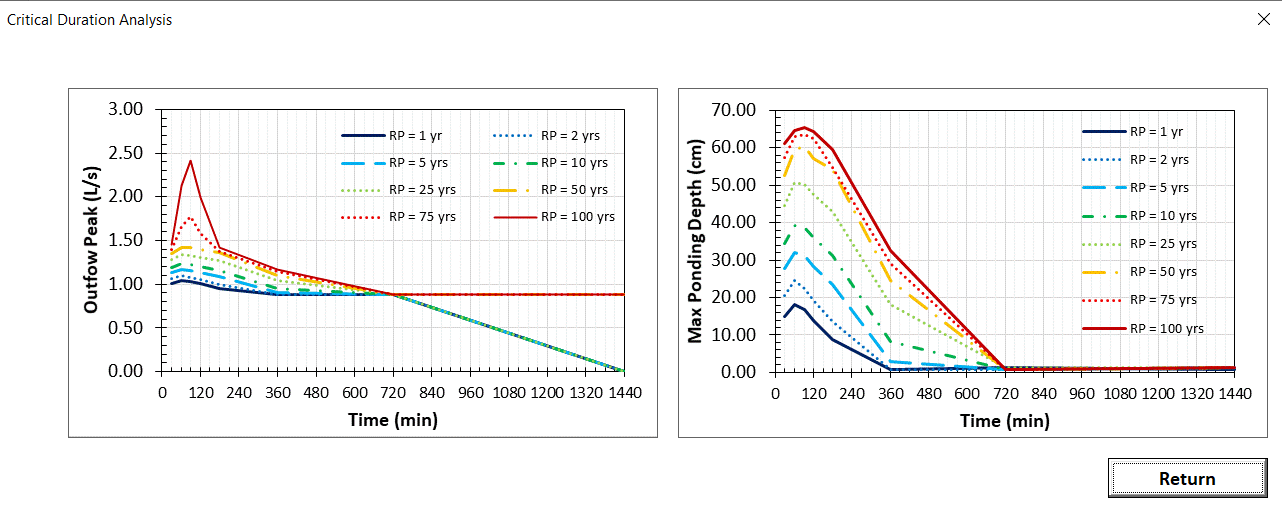 Critical Duration Analysis
3.00
2.50
2.00
1.50
1.00
0.50
0.00
Outfow Peak (L/s)
RP = 1 yr
RP = 2 yrs
RP = 5 yrs
RP = 10 yrs
RP = 25 yrs
RP = 50 yrs
RP = 75 yrs
RP = 100 yrs
0 120 240 360 480 600 720 840 960 1080 1200 1320 1440
Time (min)
70.00
60.00
50.00
40.00
30.00
20.00
10.00
0.00
Max Ponding Depth (cm)
RP = 1 yr
RP = 2 yrs
RP = 5 yrs
RP = 10 yrs
RP = 25 yrs
RP = 50 yrs
RP = 75 yrs
RP = 100 yrs
0 120 240 360 480 600 720 840 960 1080 1200 1320 1440
Time (min)
Return